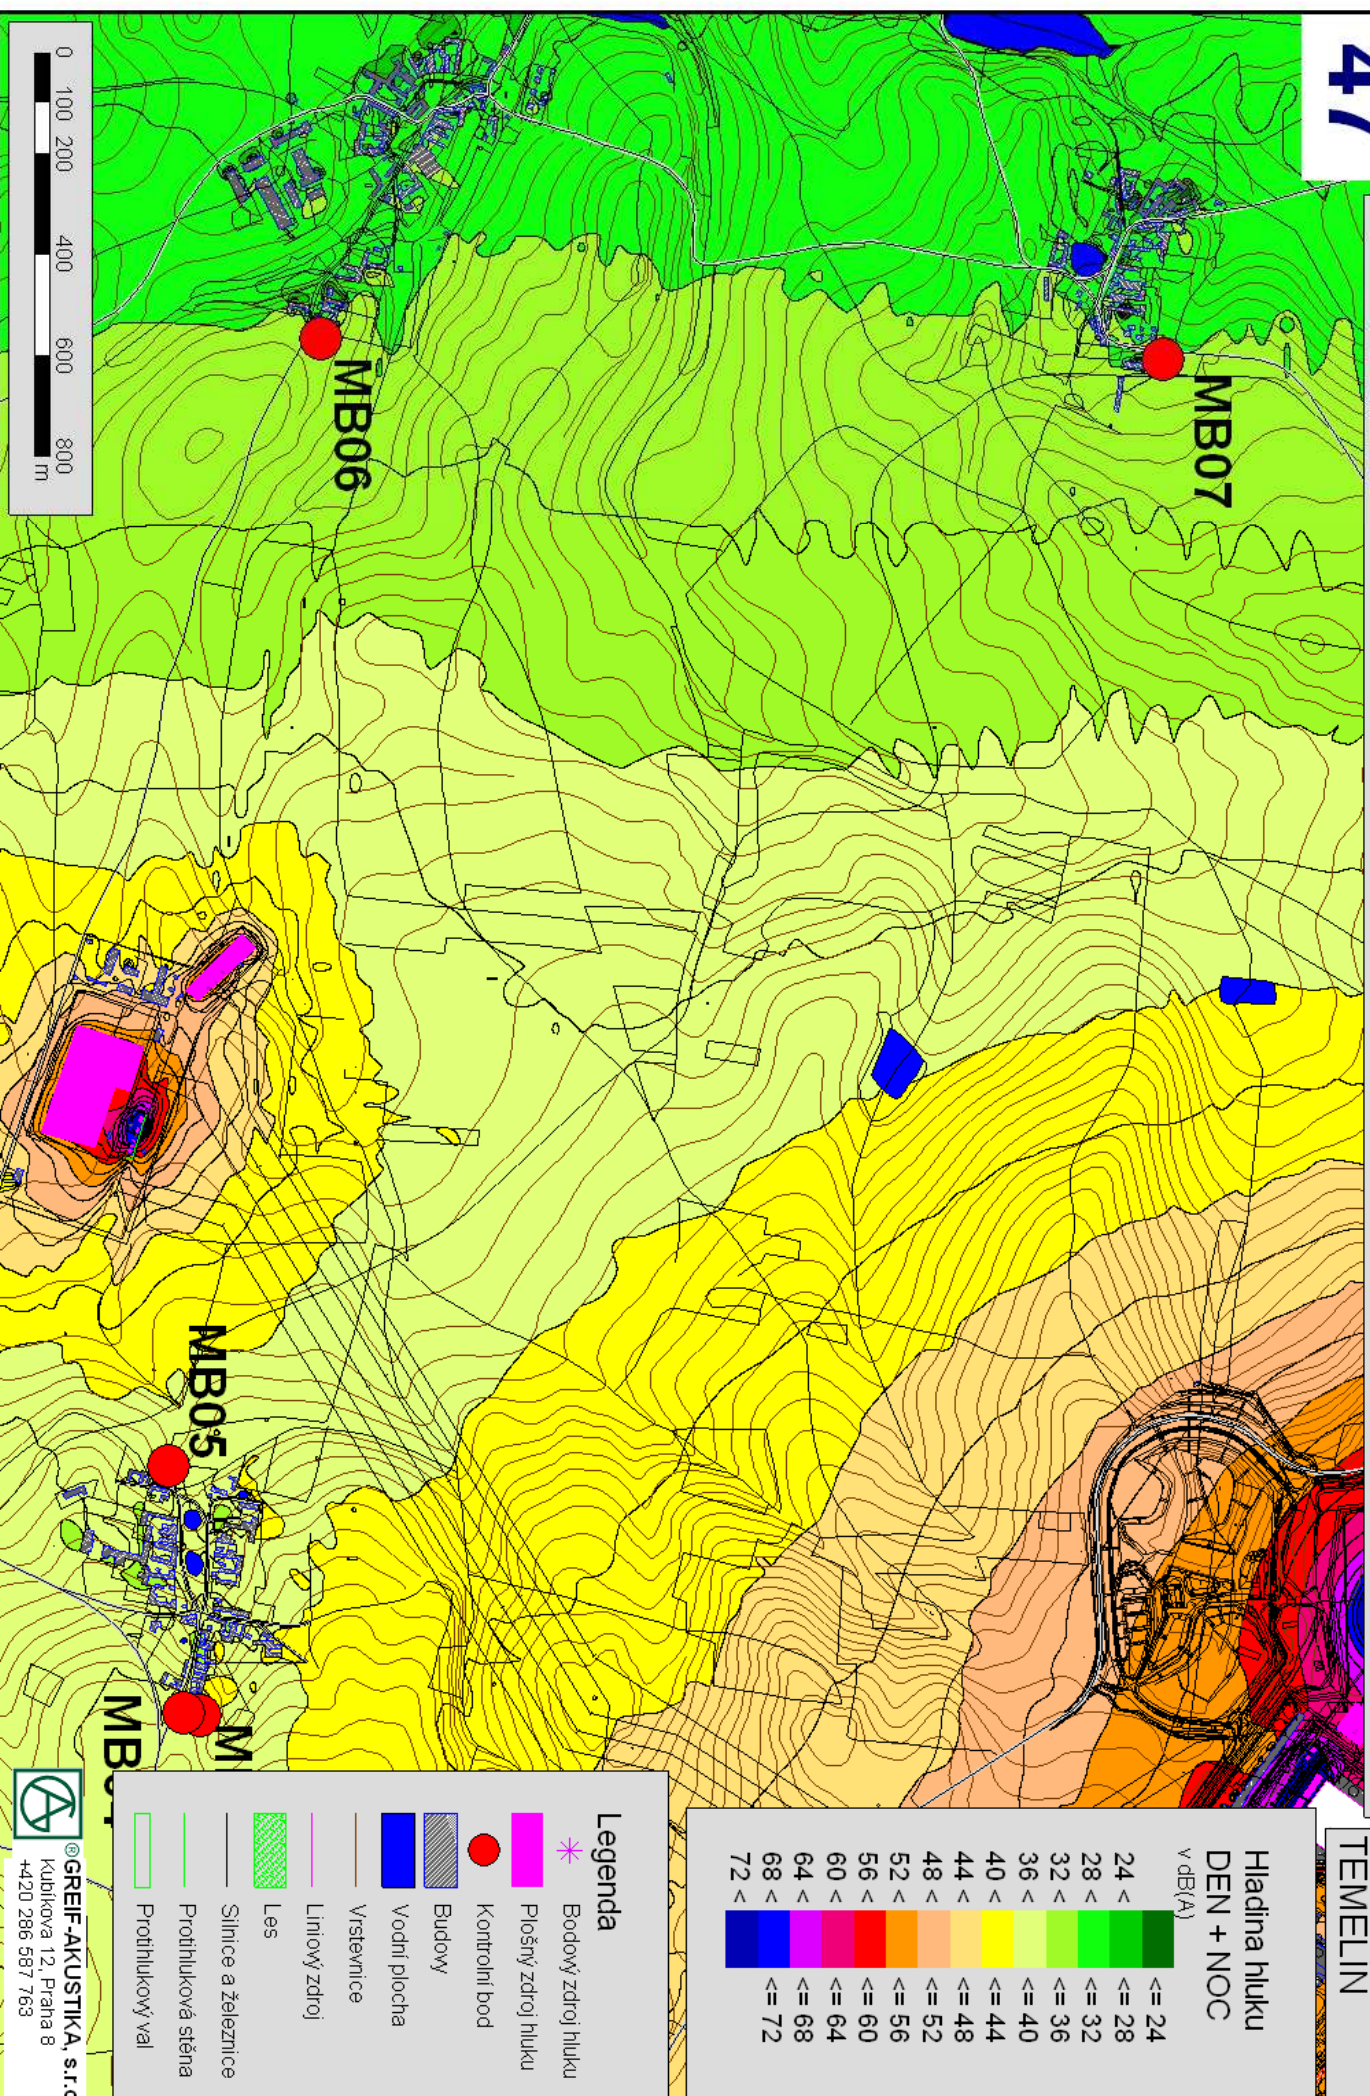 47
TEMELIN
Hladina hluku
DEN + NOC
v dB(A)
<= 24
24 < <= 28
28 < <= 32
32 < <= 36
36 < <= 40
40 < <= 44
44 < <= 48
48 < <= 52
52 < <= 56
56 < <= 60
60 < <= 64
64 < <= 68
68 < <= 72
72 <
Legenda
Bodový zdroj hluku
Plošný zdroj hluku
Kontrolní bod
Budovy
Vodní plocha
Vrstevnice
Liniový zdroj
Les
Silnice a železnice
Protihluková stěna
Protihlukový val
MB07
MB06
MB05
0 100 200 400 600 800
m
®GREIF-AKUSTIKA, s.r.o
Kubíkova 12, Praha 8
+420 286 587 763